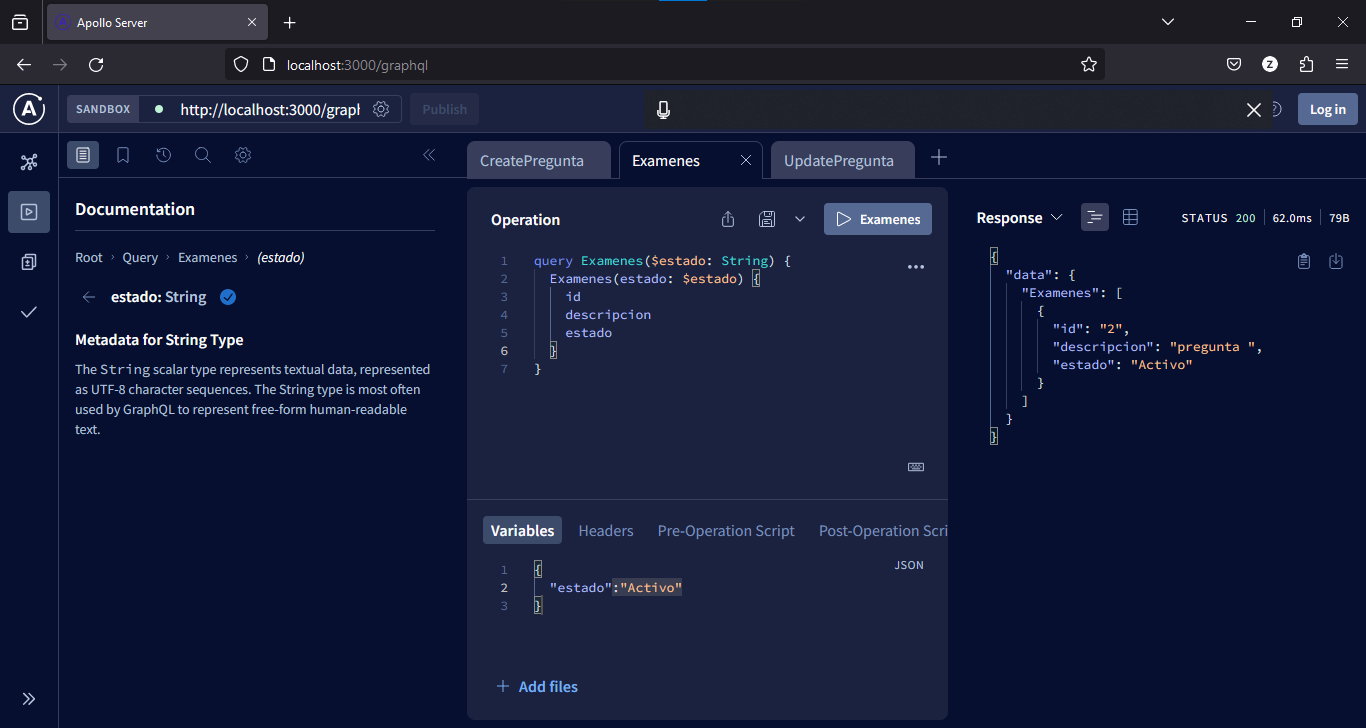 Apollo Server
localhost:3000/graphql
SANDBOX
http://localhost:3000/graph
Publish
Log in
Documentation
Root › Query › Examenes › (estado)
estado: String
Metadata for String Type
The String scalar type represents textual data, represented
as UTF-8 character sequences. The String type is most often
used by GraphQL to represent free-form human-readable
text.
CreatePregunta
Examenes
UpdatePregunta
Operation
Examenes
1 query Examenes($estado: String) {
2 Examenes(estado: $estado) {
3 id
4 descripcion
5 estado
6 }
7 }
Variables Headers Pre-Operation Script Post-Operation Scri
JSON
1 {
2 "estado":"Activo"
3 }
Add files
Response
STATUS 200 62.0ms 79B
{
"data": {
"Examenes": [
{
"id": "2",
"descripcion": "pregunta ",
"estado": "Activo"
}
]
}
}